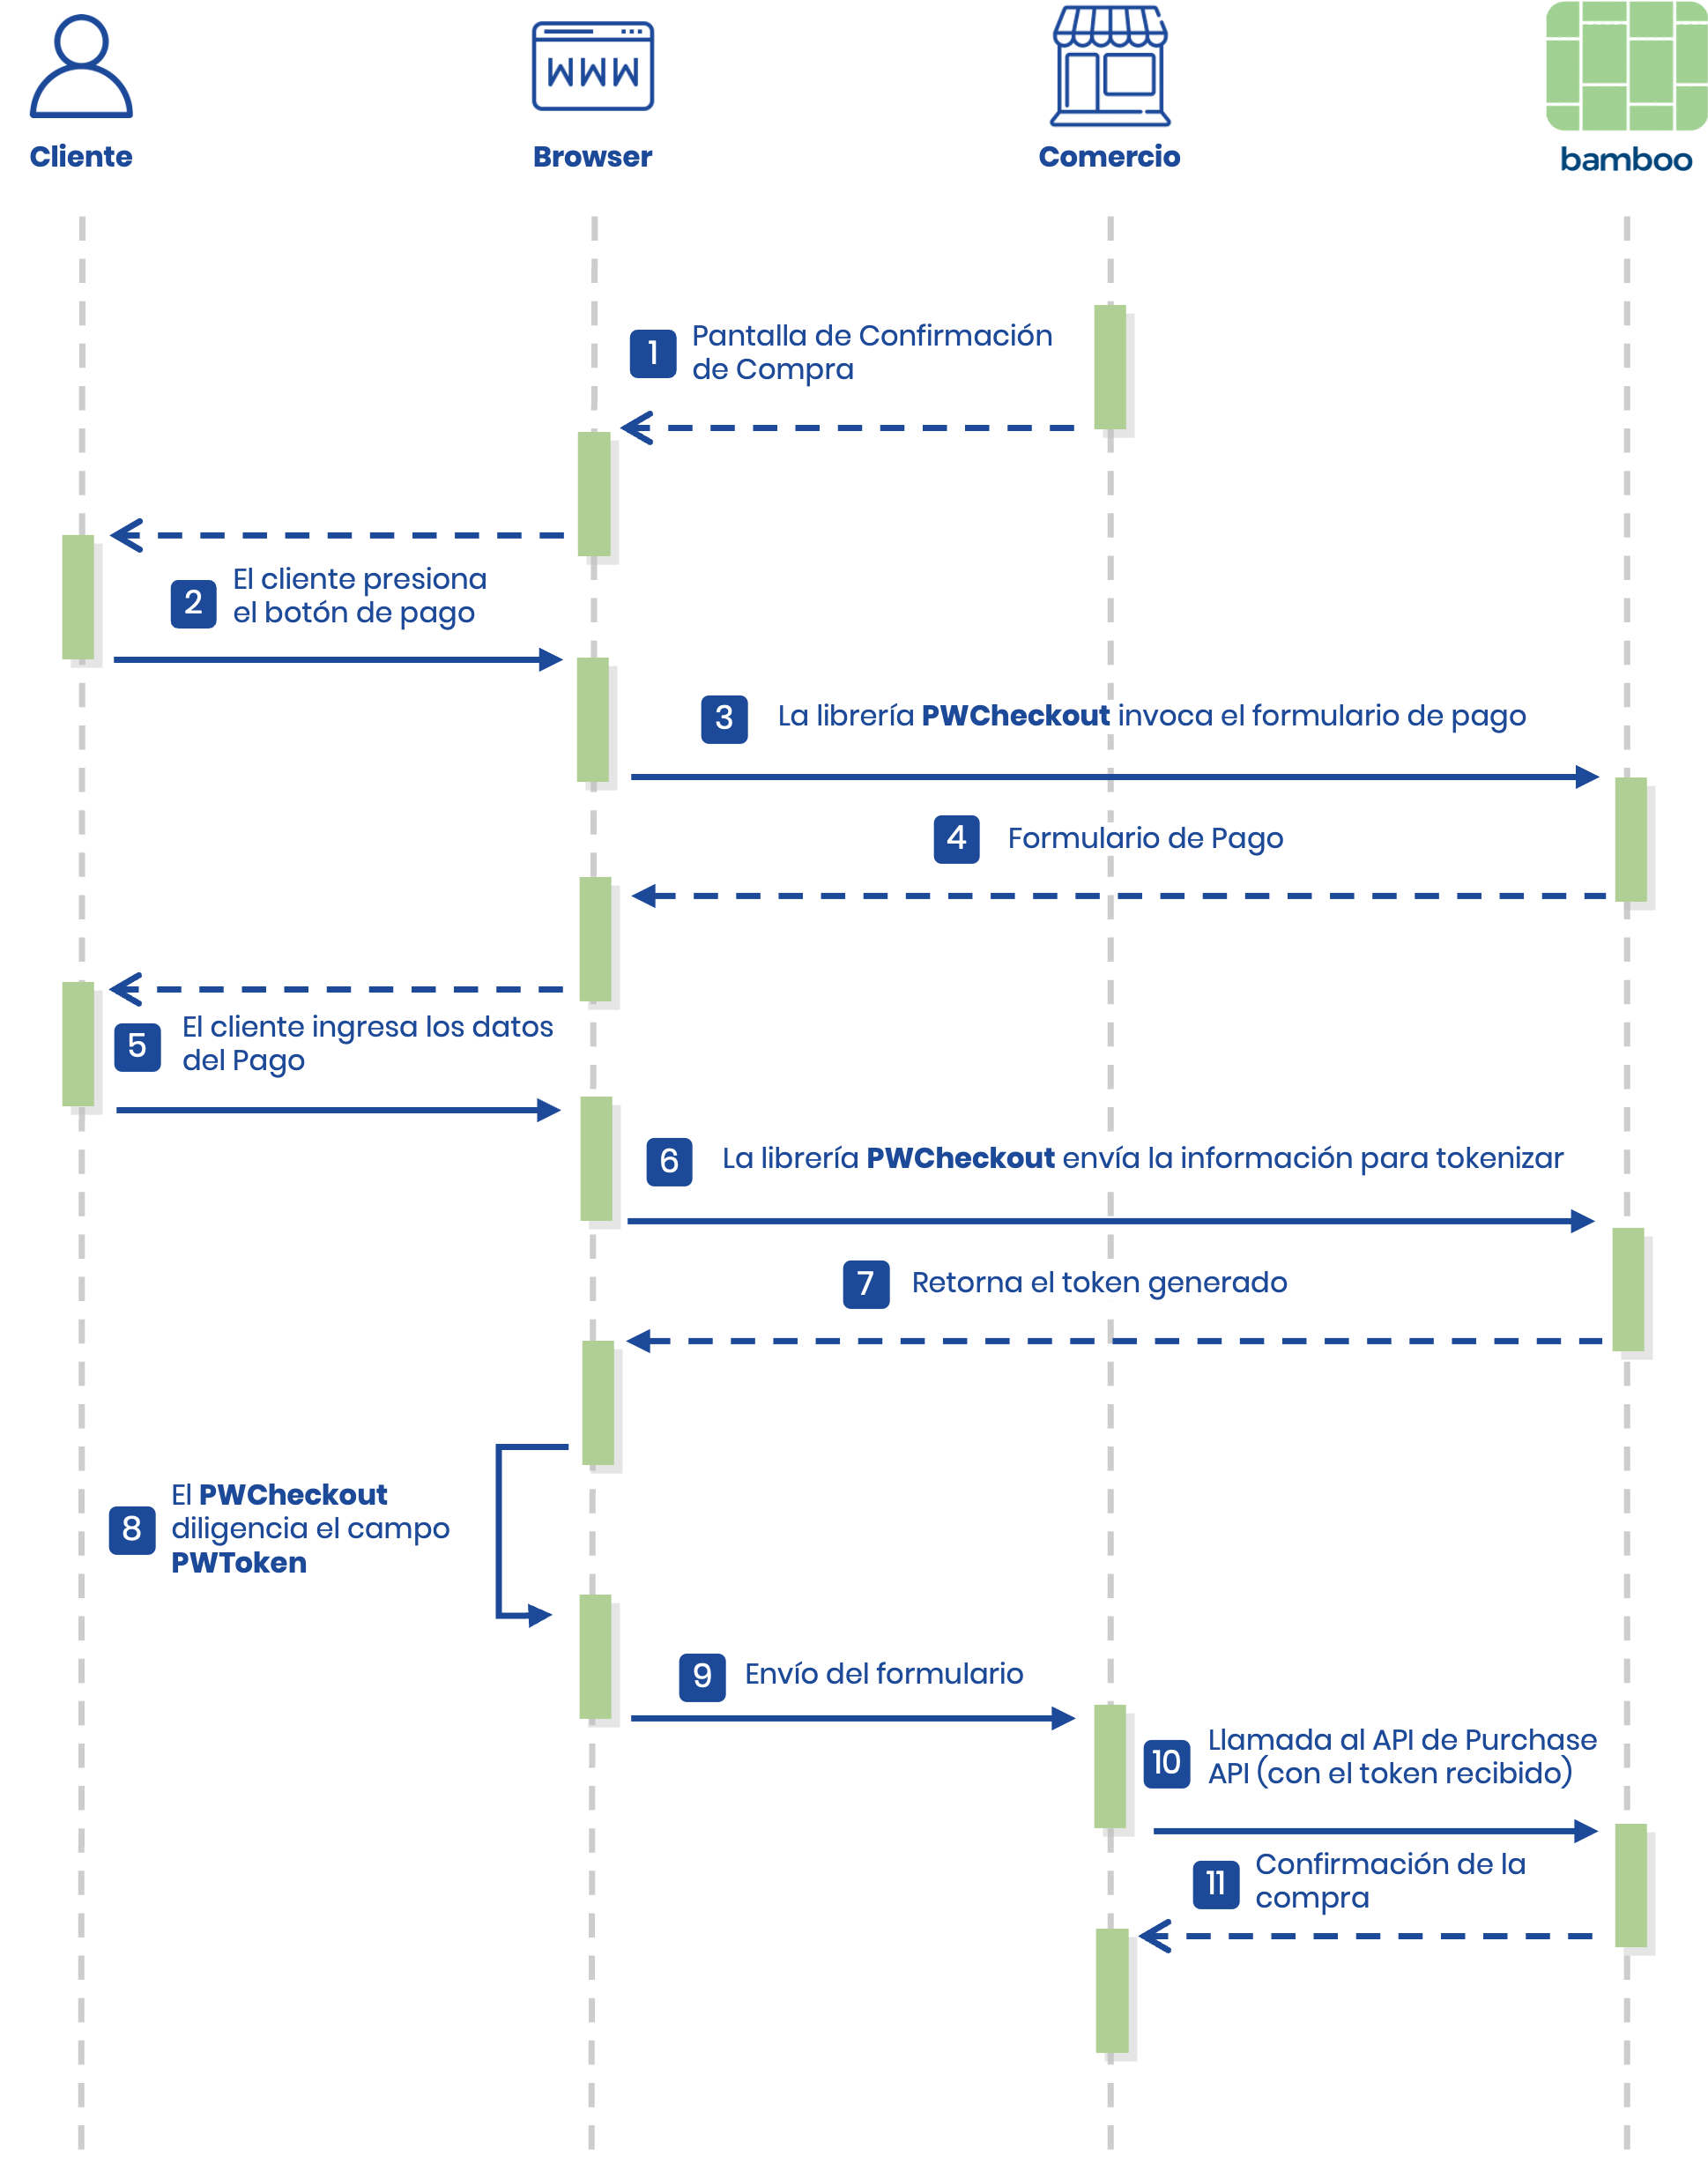 WWW
Cliente
Browser
Comercio
bamboo
1
Pantalla de Confirmación
de Compra
2
El cliente presiona
el botón de pago
3
La librería PWCheckout invoca el formulario de pago
4
Formulario de Pago
5
El cliente ingresa los datos
del Pago
6
La librería PWCheckout envía la información para tokenizar
7
Retorna el token generado
8
El PWCheckout
diligencia el campo
PWToken
9
Envío del formulario
10
Llamada al API de Purchase
API (con el token recibido)
11
Confirmación de la
compra